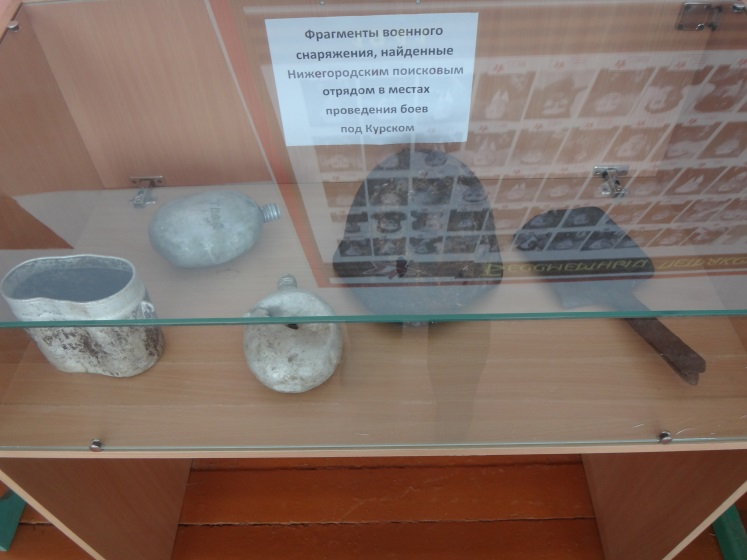 Фрагменты военного
снаряжения, найденные
Нижегородским поисковым
отрядом в местах
проведения боев
под Курском